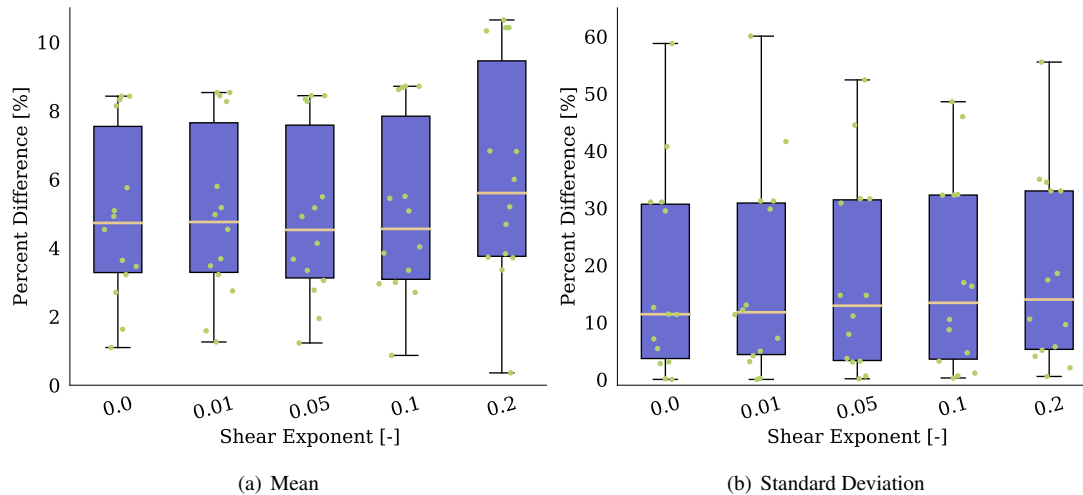 10
8
6
4
2
0
Percent Difference [%]
0.0 0.01 0.05 0.1 0.2
Shear Exponent [-]
(a) Mean
60
50
40
30
20
10
0
Percent Difference [%]
0.0 0.01 0.05 0.1 0.2
Shear Exponent [-]
(b) Standard Deviation